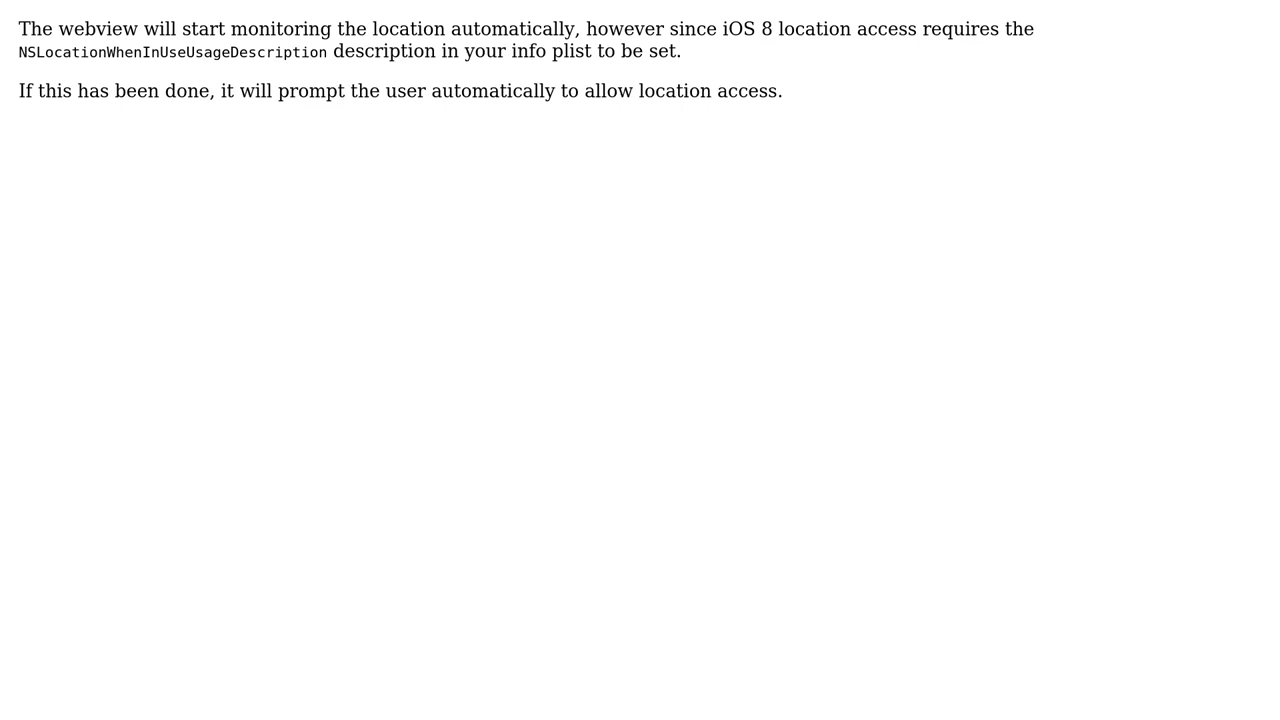 The webview will start monitoring the location automatically, however since iOS 8 location access requires the
NSLocationWhenInUseUsageDescription description in your info plist to be set.
If this has been done, it will prompt the user automatically to allow location access.